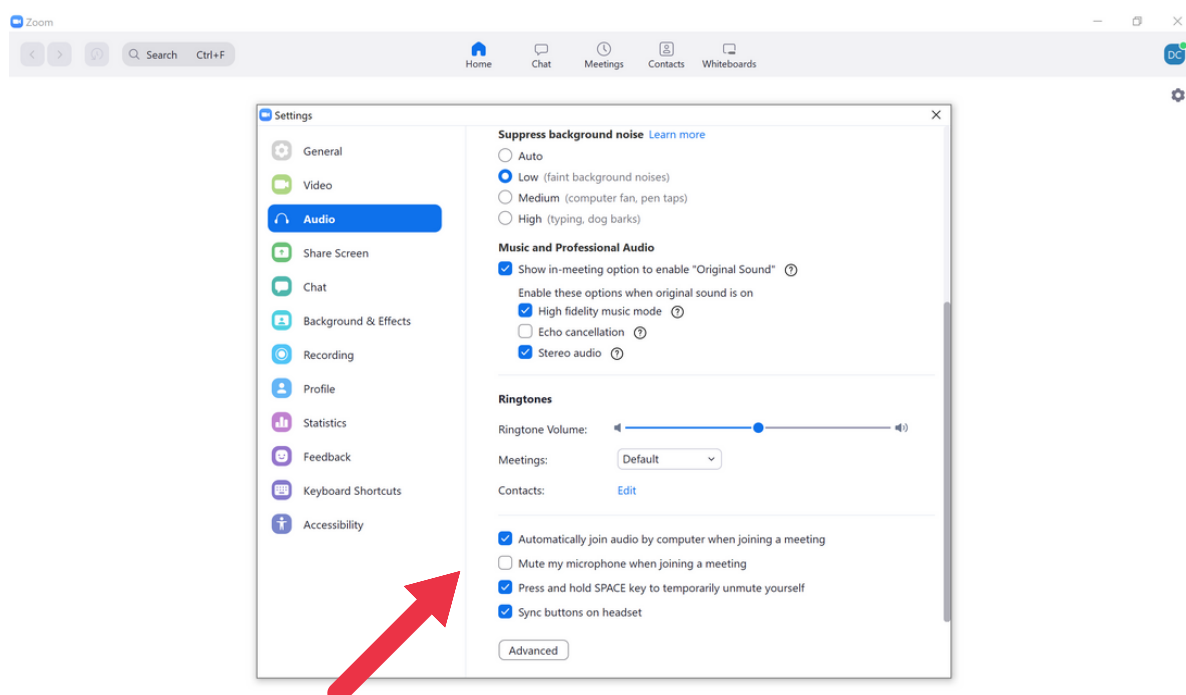 Zoom
Search Ctrl+F
Home Chat Meetings Contacts Whiteboards
DC
Settings
General
Video
Audio
Share Screen
Chat
Background & Effects
Recording
Profile
Statistics
Feedback
Keyboard Shortcuts
Accessibility
Suppress background noise Learn more
Auto
Low (faint background noises)
Medium (computer fan, pen taps)
High (typing, dog barks)
Music and Professional Audio
Show in-meeting option to enable "Original Sound" ?
Enable these options when original sound is on
High fidelity music mode ?
Echo cancellation ?
Stereo audio ?
Ringtones
Ringtone Volume:
Meetings: Default
Contacts: Edit
Automatically join audio by computer when joining a meeting
Mute my microphone when joining a meeting
Press and hold SPACE key to temporarily unmute yourself
Sync buttons on headset
Advanced